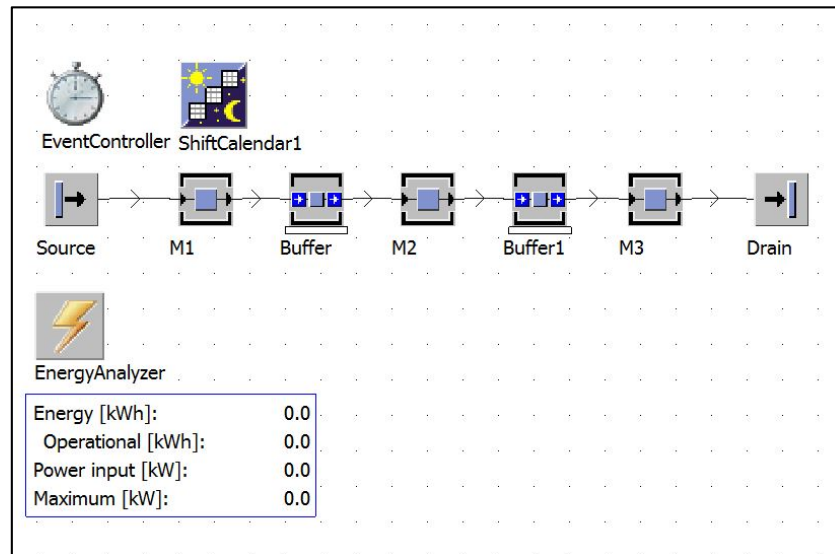 EventController ShiftCalendar1
Source M1 Buffer M2 Buffer1 M3 Drain
EnergyAnalyzer
Energy [kWh]: 0.0
Operational [kWh]: 0.0
Power input [kW]: 0.0
Maximum [kW]: 0.0